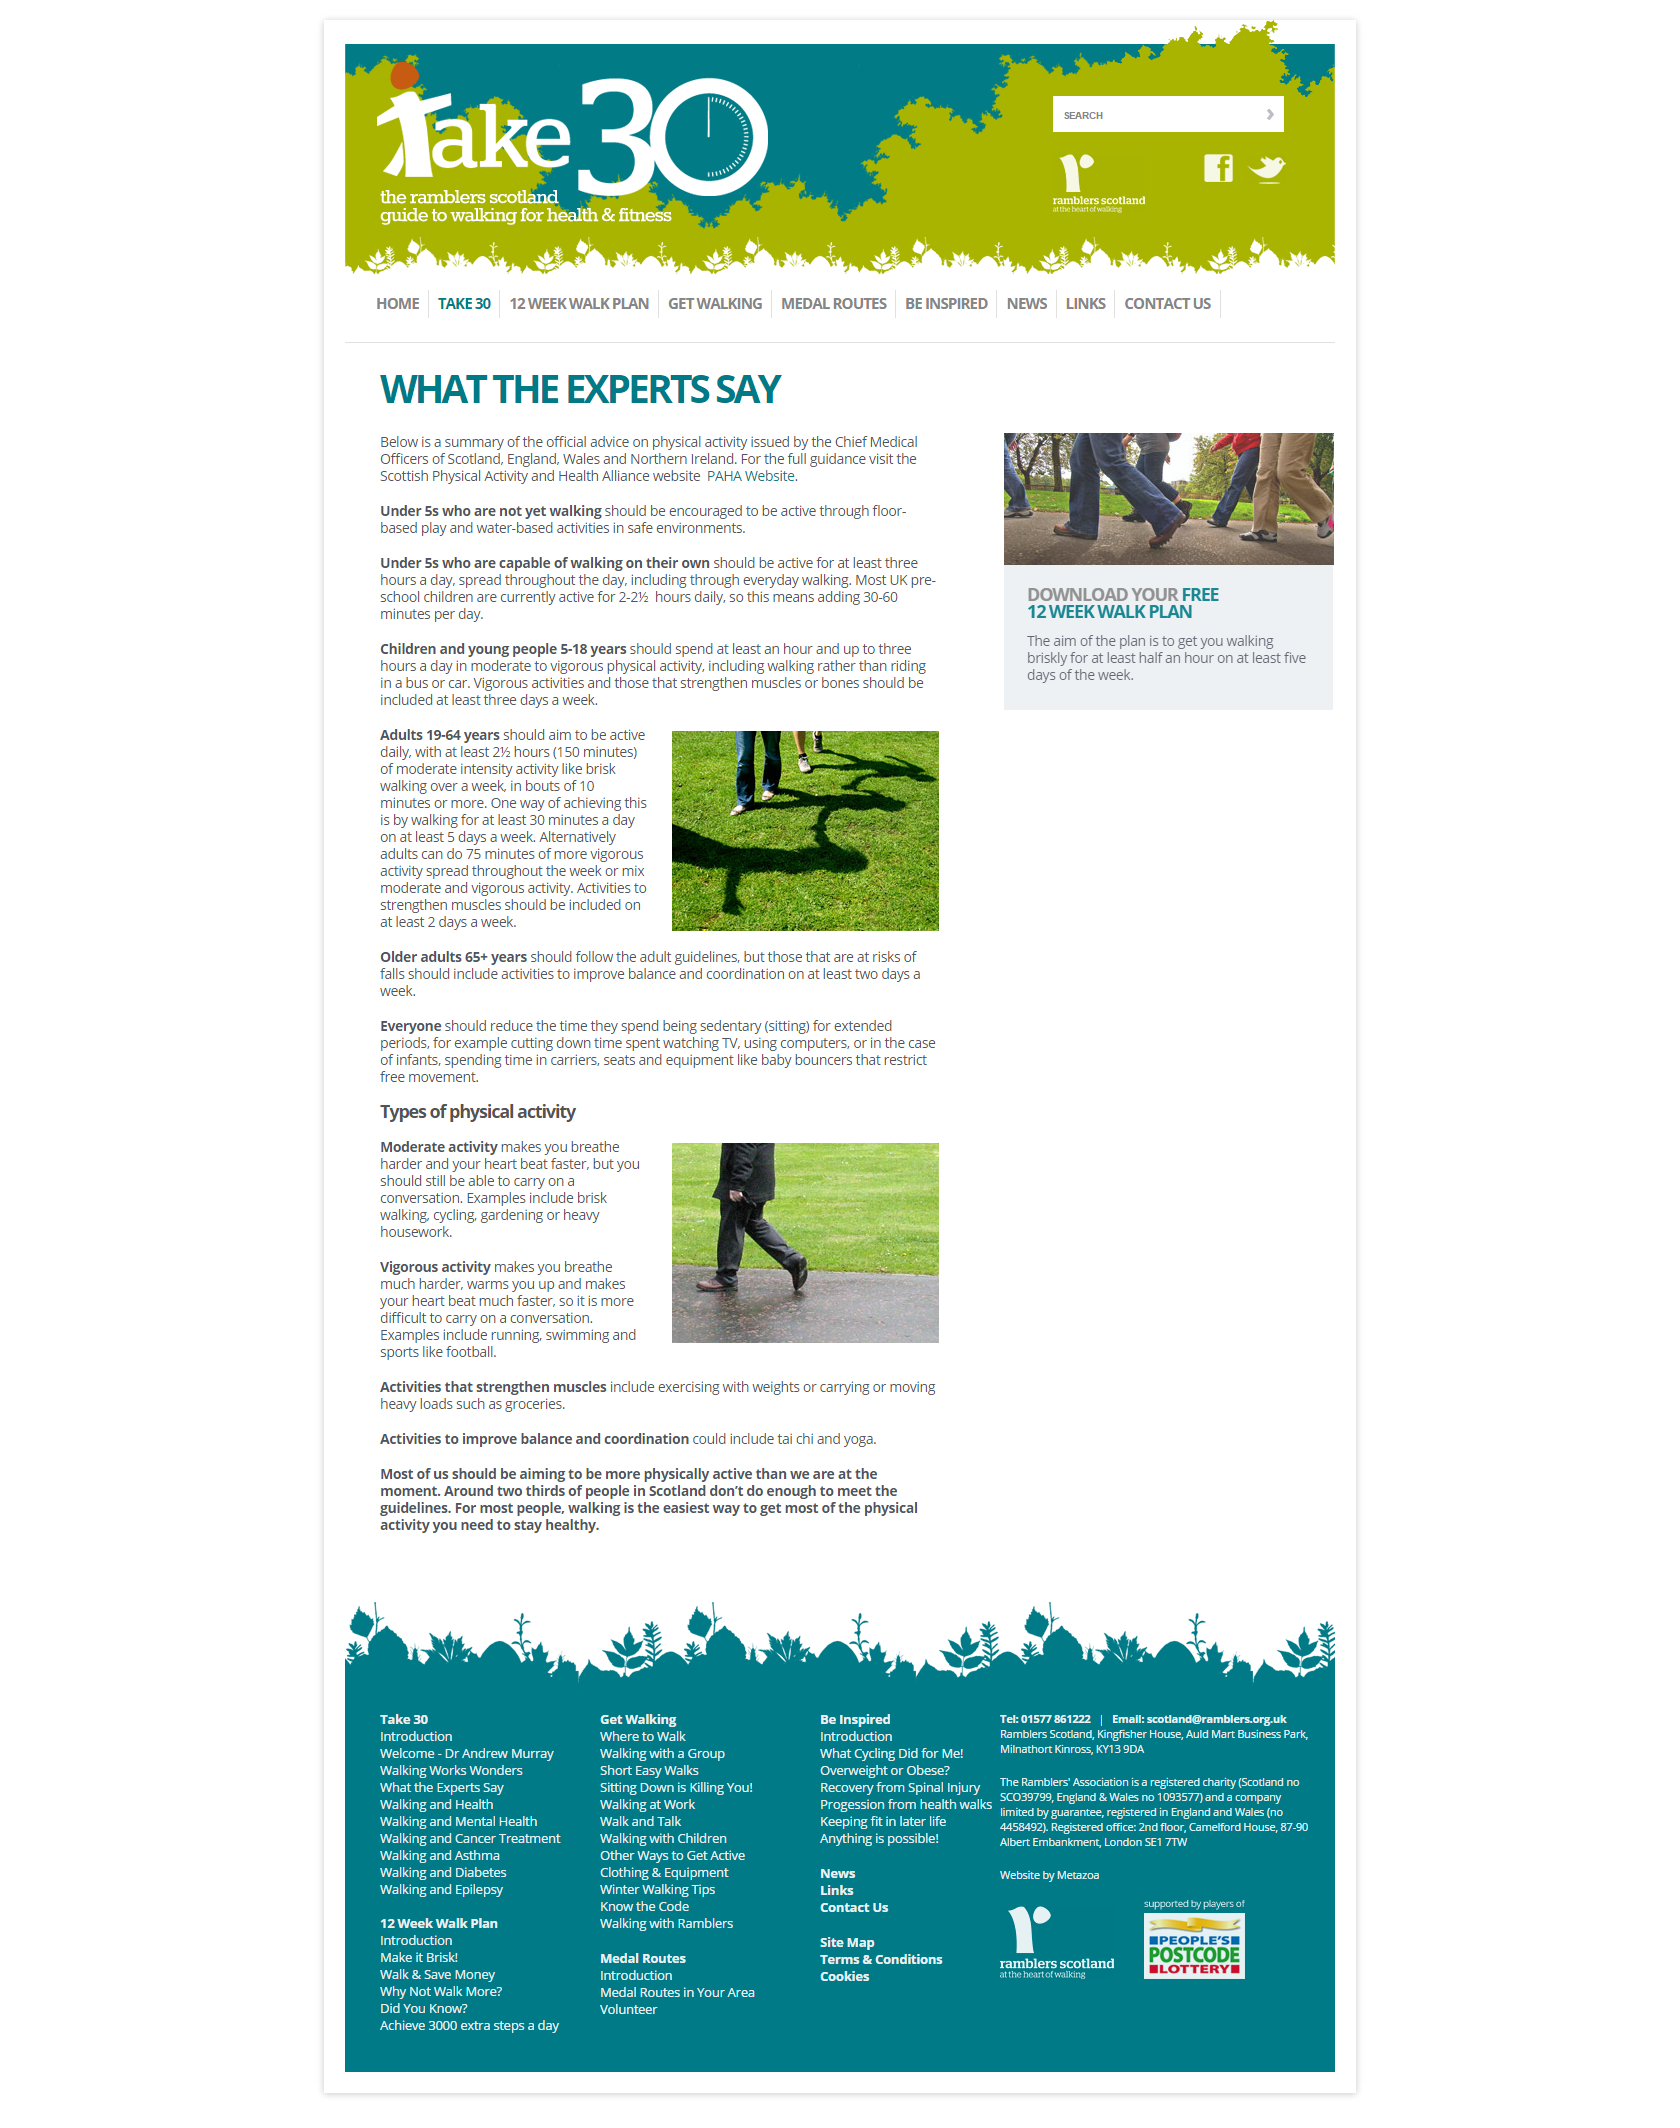 Take 30
the ramblers scotland
guide to walking for health & fitness
SEARCH
ramblers scotland
at the heart of walking
HOME
TAKE 30
12 WEEK WALK PLAN
GET WALKING
MEDAL ROUTES
BE INSPIRED
NEWS
LINKS
CONTACT US
WHAT THE EXPERTS SAY
Below is a summary of the official advice on physical activity issued by the Chief Medical
Officers of Scotland, England, Wales and Northern Ireland. For the full guidance visit the
Scottish Physical Activity and Health Alliance website  PAHA Website.
Under 5s who are not yet walking should be encouraged to be active through floor-
based play and water-based activities in safe environments.
Under 5s who are capable of walking on their own should be active for at least three
hours a day, spread throughout the day, including through everyday walking. Most UK pre-
school children are currently active for 2-2½  hours daily, so this means adding 30-60
minutes per day.
Children and young people 5-18 years should spend at least an hour and up to three
hours a day in moderate to vigorous physical activity, including walking rather than riding
in a bus or car. Vigorous activities and those that strengthen muscles or bones should be
included at least three days a week.
Adults 19-64 years should aim to be active
daily, with at least 2½ hours (150 minutes)
of moderate intensity activity like brisk
walking over a week, in bouts of 10
minutes or more. One way of achieving this
is by walking for at least 30 minutes a day
on at least 5 days a week. Alternatively
adults can do 75 minutes of more vigorous
activity spread throughout the week or mix
moderate and vigorous activity. Activities to
strengthen muscles should be included on
at least 2 days a week.
Older adults 65+ years should follow the adult guidelines, but those that are at risks of
falls should include activities to improve balance and coordination on at least two days a
week.
Everyone should reduce the time they spend being sedentary (sitting) for extended
periods, for example cutting down time spent watching TV, using computers, or in the case
of infants, spending time in carriers, seats and equipment like baby bouncers that restrict
free movement.
Types of physical activity
Moderate activity makes you breathe
harder and your heart beat faster, but you
should still be able to carry on a
conversation. Examples include brisk
walking, cycling, gardening or heavy
housework.
Vigorous activity makes you breathe
much harder, warms you up and makes
your heart beat much faster, so it is more
difficult to carry on a conversation.
Examples include running, swimming and
sports like football.
Activities that strengthen muscles include exercising with weights or carrying or moving
heavy loads such as groceries.
Activities to improve balance and coordination could include tai chi and yoga.
Most of us should be aiming to be more physically active than we are at the
moment. Around two thirds of people in Scotland don't do enough to meet the
guidelines. For most people, walking is the easiest way to get most of the physical
activity you need to stay healthy.
DOWNLOAD YOUR FREE
12 WEEK WALK PLAN
The aim of the plan is to get you walking
briskly for at least half an hour on at least five
days of the week.
Take 30
Introduction
Welcome - Dr Andrew Murray
Walking Works Wonders
What the Experts Say
Walking and Health
Walking and Mental Health
Walking and Cancer Treatment
Walking and Asthma
Walking and Diabetes
Walking and Epilepsy
12 Week Walk Plan
Introduction
Make it Brisk!
Walk & Save Money
Why Not Walk More?
Did You Know?
Achieve 3000 extra steps a day
Get Walking
Where to Walk
Walking with a Group
Short Easy Walks
Sitting Down is Killing You!
Walking at Work
Walk and Talk
Walking with Children
Other Ways to Get Active
Clothing & Equipment
Winter Walking Tips
Know the Code
Walking with Ramblers
Medal Routes
Introduction
Medal Routes in Your Area
Volunteer
Be Inspired
Introduction
What Cycling Did for Me!
Overweight or Obese?
Recovery from Spinal Injury
Progession from health walks
Keeping fit in later life
Anything is possible!
News
Links
Contact Us
Site Map
Terms & Conditions
Cookies
Tel: 01577 861222 | Email: scotland@ramblers.org.uk
Ramblers Scotland, Kingfisher House, Auld Mart Business Park,
Milnathort Kinross, KY13 9DA
The Ramblers' Association is a registered charity (Scotland no
SCO39799, England & Wales no 1093577) and a company
limited by guarantee, registered in England and Wales (no
4458492). Registered office: 2nd floor, Camelford House, 87-90
Albert Embankment, London SE1 7TW
Website by Metazoa
ramblers scotland
at the heart of walking
supported by players of
PEOPLE'S
POSTCODE
LOTTERY